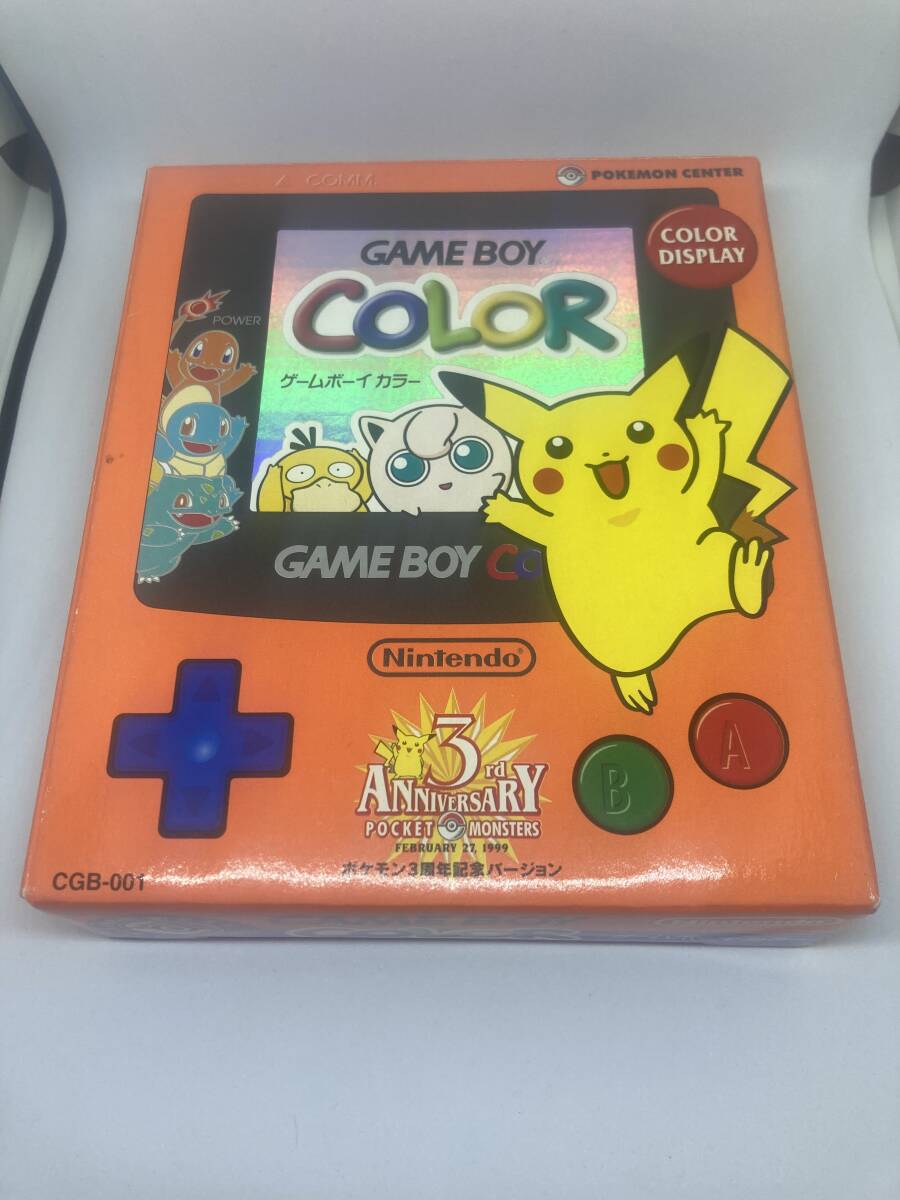 COMM.
POKEMON CENTER
COLOR
DISPLAY
GAME BOY
COLOR
POWER
ゲームボーイ カラー
GAME BOY CO
Nintendo®
3rd
ANNIVERSARY
POCKET MONSTERS
FEBRUARY 27, 1999
ポケモン3周年記念バージョン
B
A
CGB-001
COLOR
Nintendo